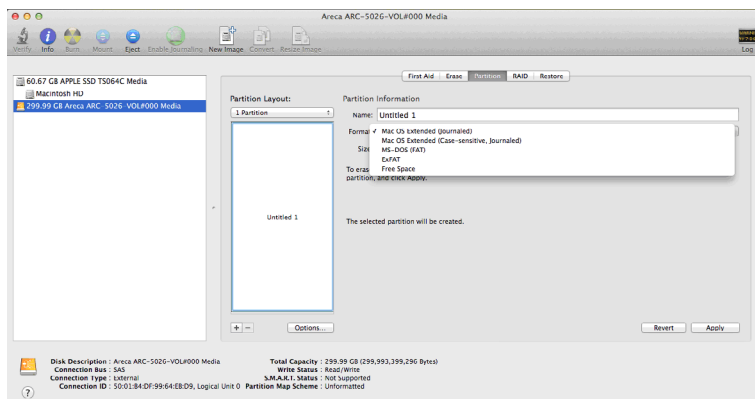 Areca ARC-5026-VOL#000 Media
Verify Info Burn Mount Eject Enable Journaling New Image Convert Resize Image Log
60.67 GB APPLE SSD TS064C Media
Macintosh HD
299.99 GB Areca ARC-5026-VOL#000 Media
First Aid Erase Partition RAID Restore
Partition Layout:
1 Partition
Untitled 1
+ - Options...
Partition Information
Name: Untitled 1
Format
✓ Mac OS Extended (Journaled)
Mac OS Extended (Case-sensitive, Journaled)
MS-DOS (FAT)
ExFAT
Free Space
Size
To eras
partition, and click Apply.
The selected partition will be created.
Revert Apply
Disk Description : Areca ARC-5026-VOL#000 Media
Connection Bus : SAS
Connection Type : External
Connection ID : 50:01:B4:DF:99:64:EB:D9, Logical Unit 0
Total Capacity : 299.99 GB (299,993,399,296 Bytes)
Write Status : Read/Write
S.M.A.R.T. Status : Not Supported
Partition Map Scheme : Unformatted
?